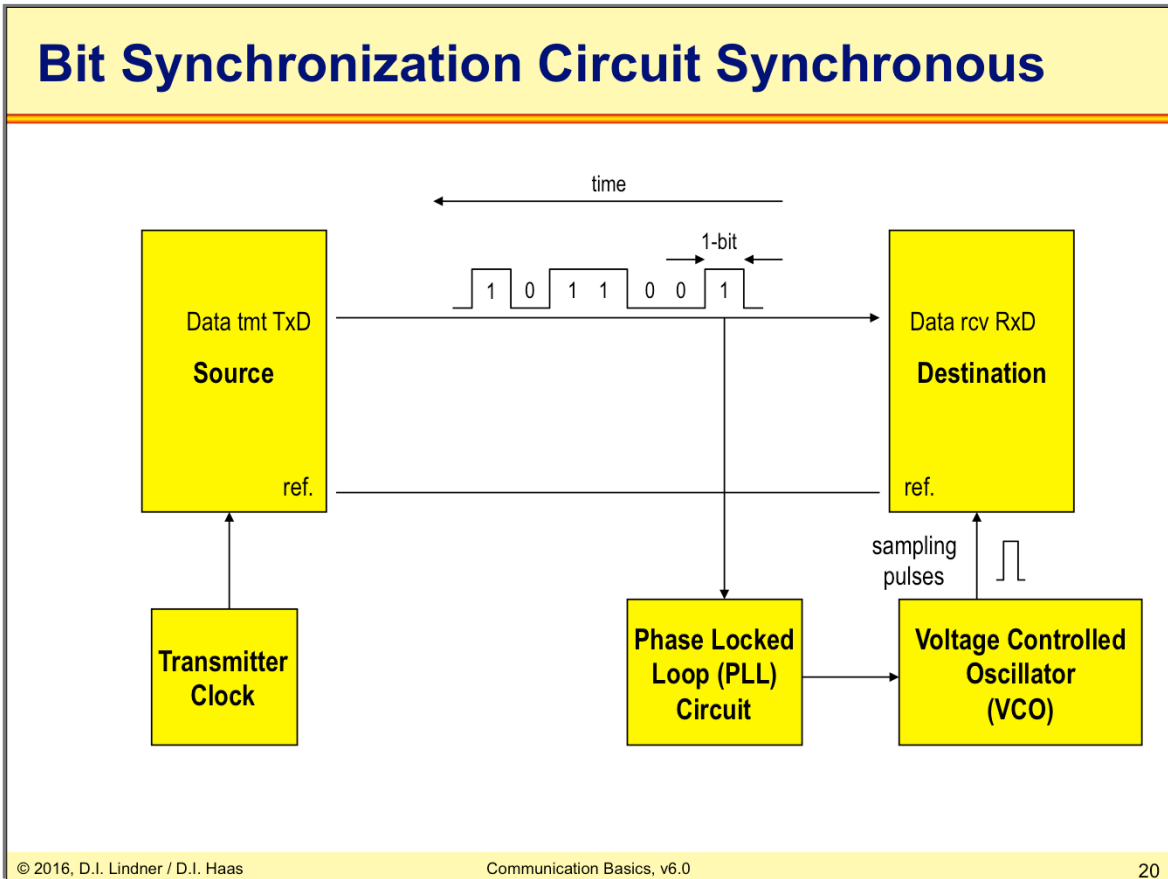 Bit Synchronization Circuit Synchronous
time
1-bit
1 0 1 1 0 0 1
Data tmt TxD
Source
ref.
Data rcv RxD
Destination
ref.
sampling
pulses
Transmitter
Clock
Phase Locked
Loop (PLL)
Circuit
Voltage Controlled
Oscillator
(VCO)
© 2016, D.I. Lindner / D.I. Haas
Communication Basics, v6.0
20